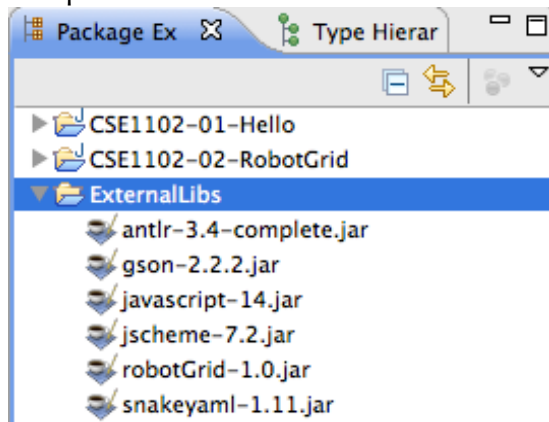 Package Ex Type Hierar
CSE1102-01-Hello
CSE1102-02-RobotGrid
ExternalLibs
antlr-3.4-complete.jar
gson-2.2.2.jar
javascript-14.jar
jscheme-7.2.jar
robotGrid-1.0.jar
snakeyaml-1.11.jar